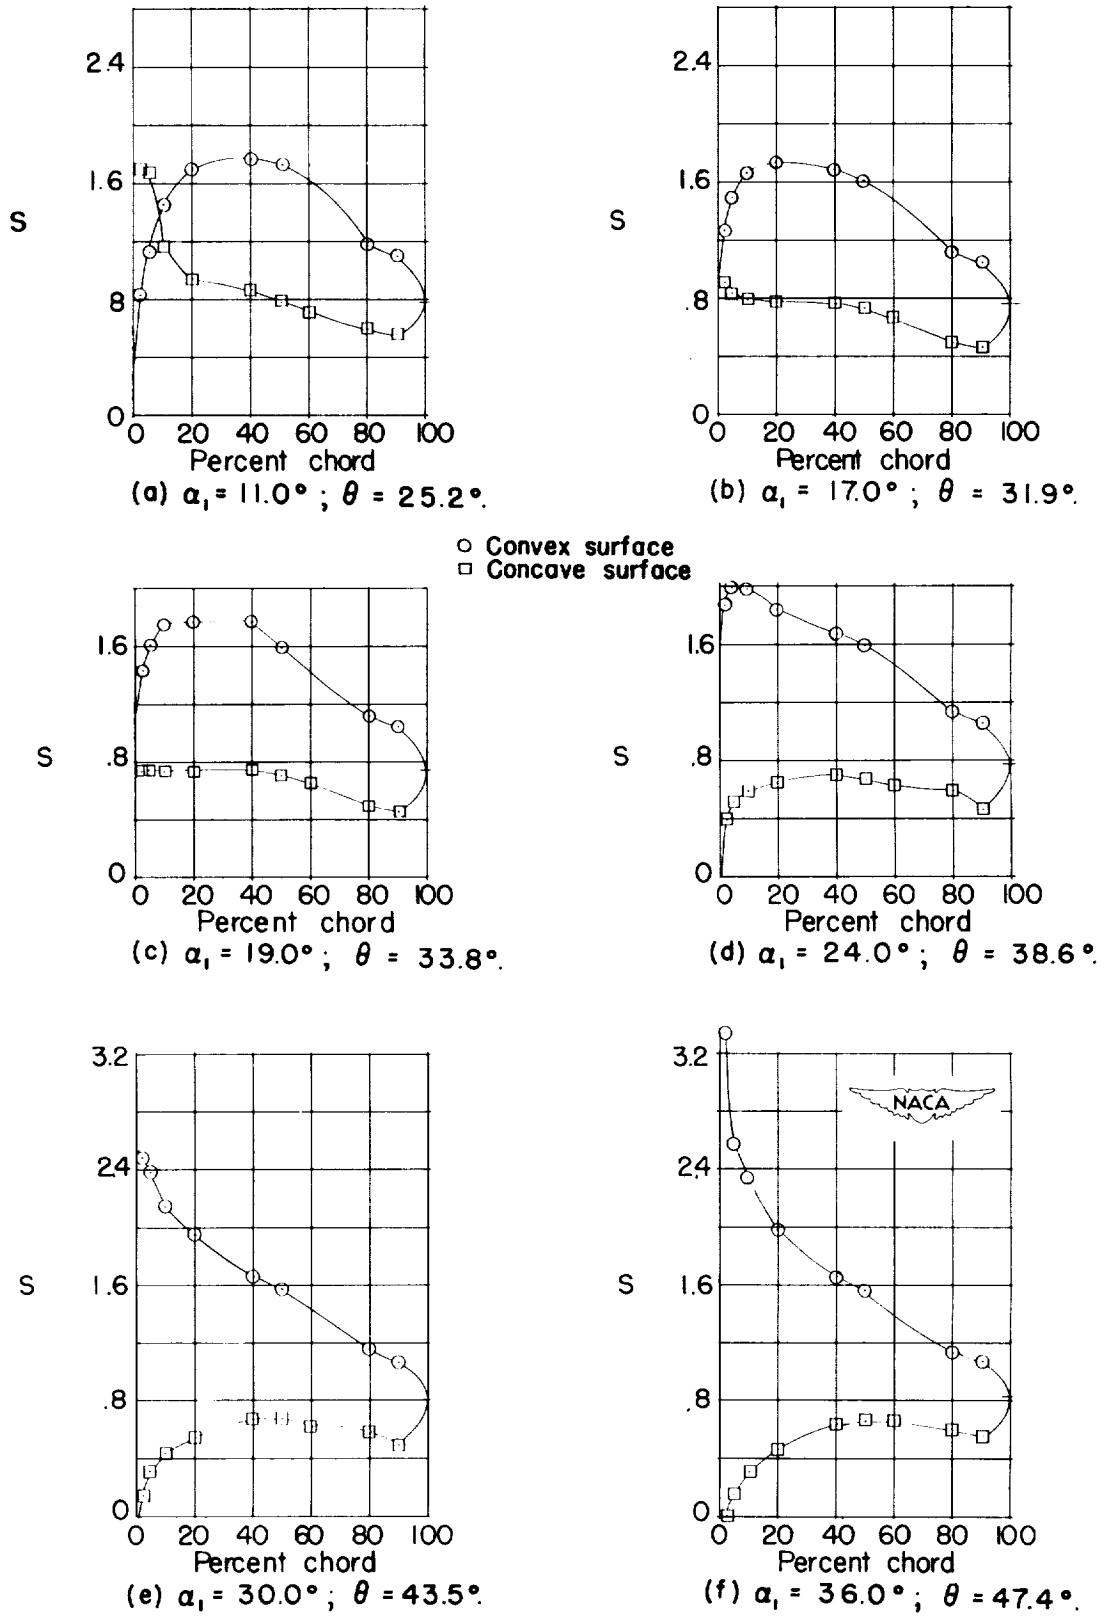 2.4
1.6
S
.8
0
0 20 40 60 80 100
Percent chord
(a) α₁ = 11.0°; θ = 25.2°.
2.4
1.6
S
.8
0
0 20 40 60 80 100
Percent chord
(b) α₁ = 17.0°; θ = 31.9°.
Convex surface
Concave surface
1.6
S
.8
0
0 20 40 60 80 100
Percent chord
(c) α₁ = 19.0°; θ = 33.8°.
1.6
S
.8
0
0 20 40 60 80 100
Percent chord
(d) α₁ = 24.0°; θ = 38.6°.
3.2
2.4
1.6
S
.8
0
0 20 40 60 80 100
Percent chord
(e) α₁ = 30.0°; θ = 43.5°.
3.2
NACA
2.4
1.6
S
.8
0
0 20 40 60 80 100
Percent chord
(f) α₁ = 36.0°; θ = 47.4°.